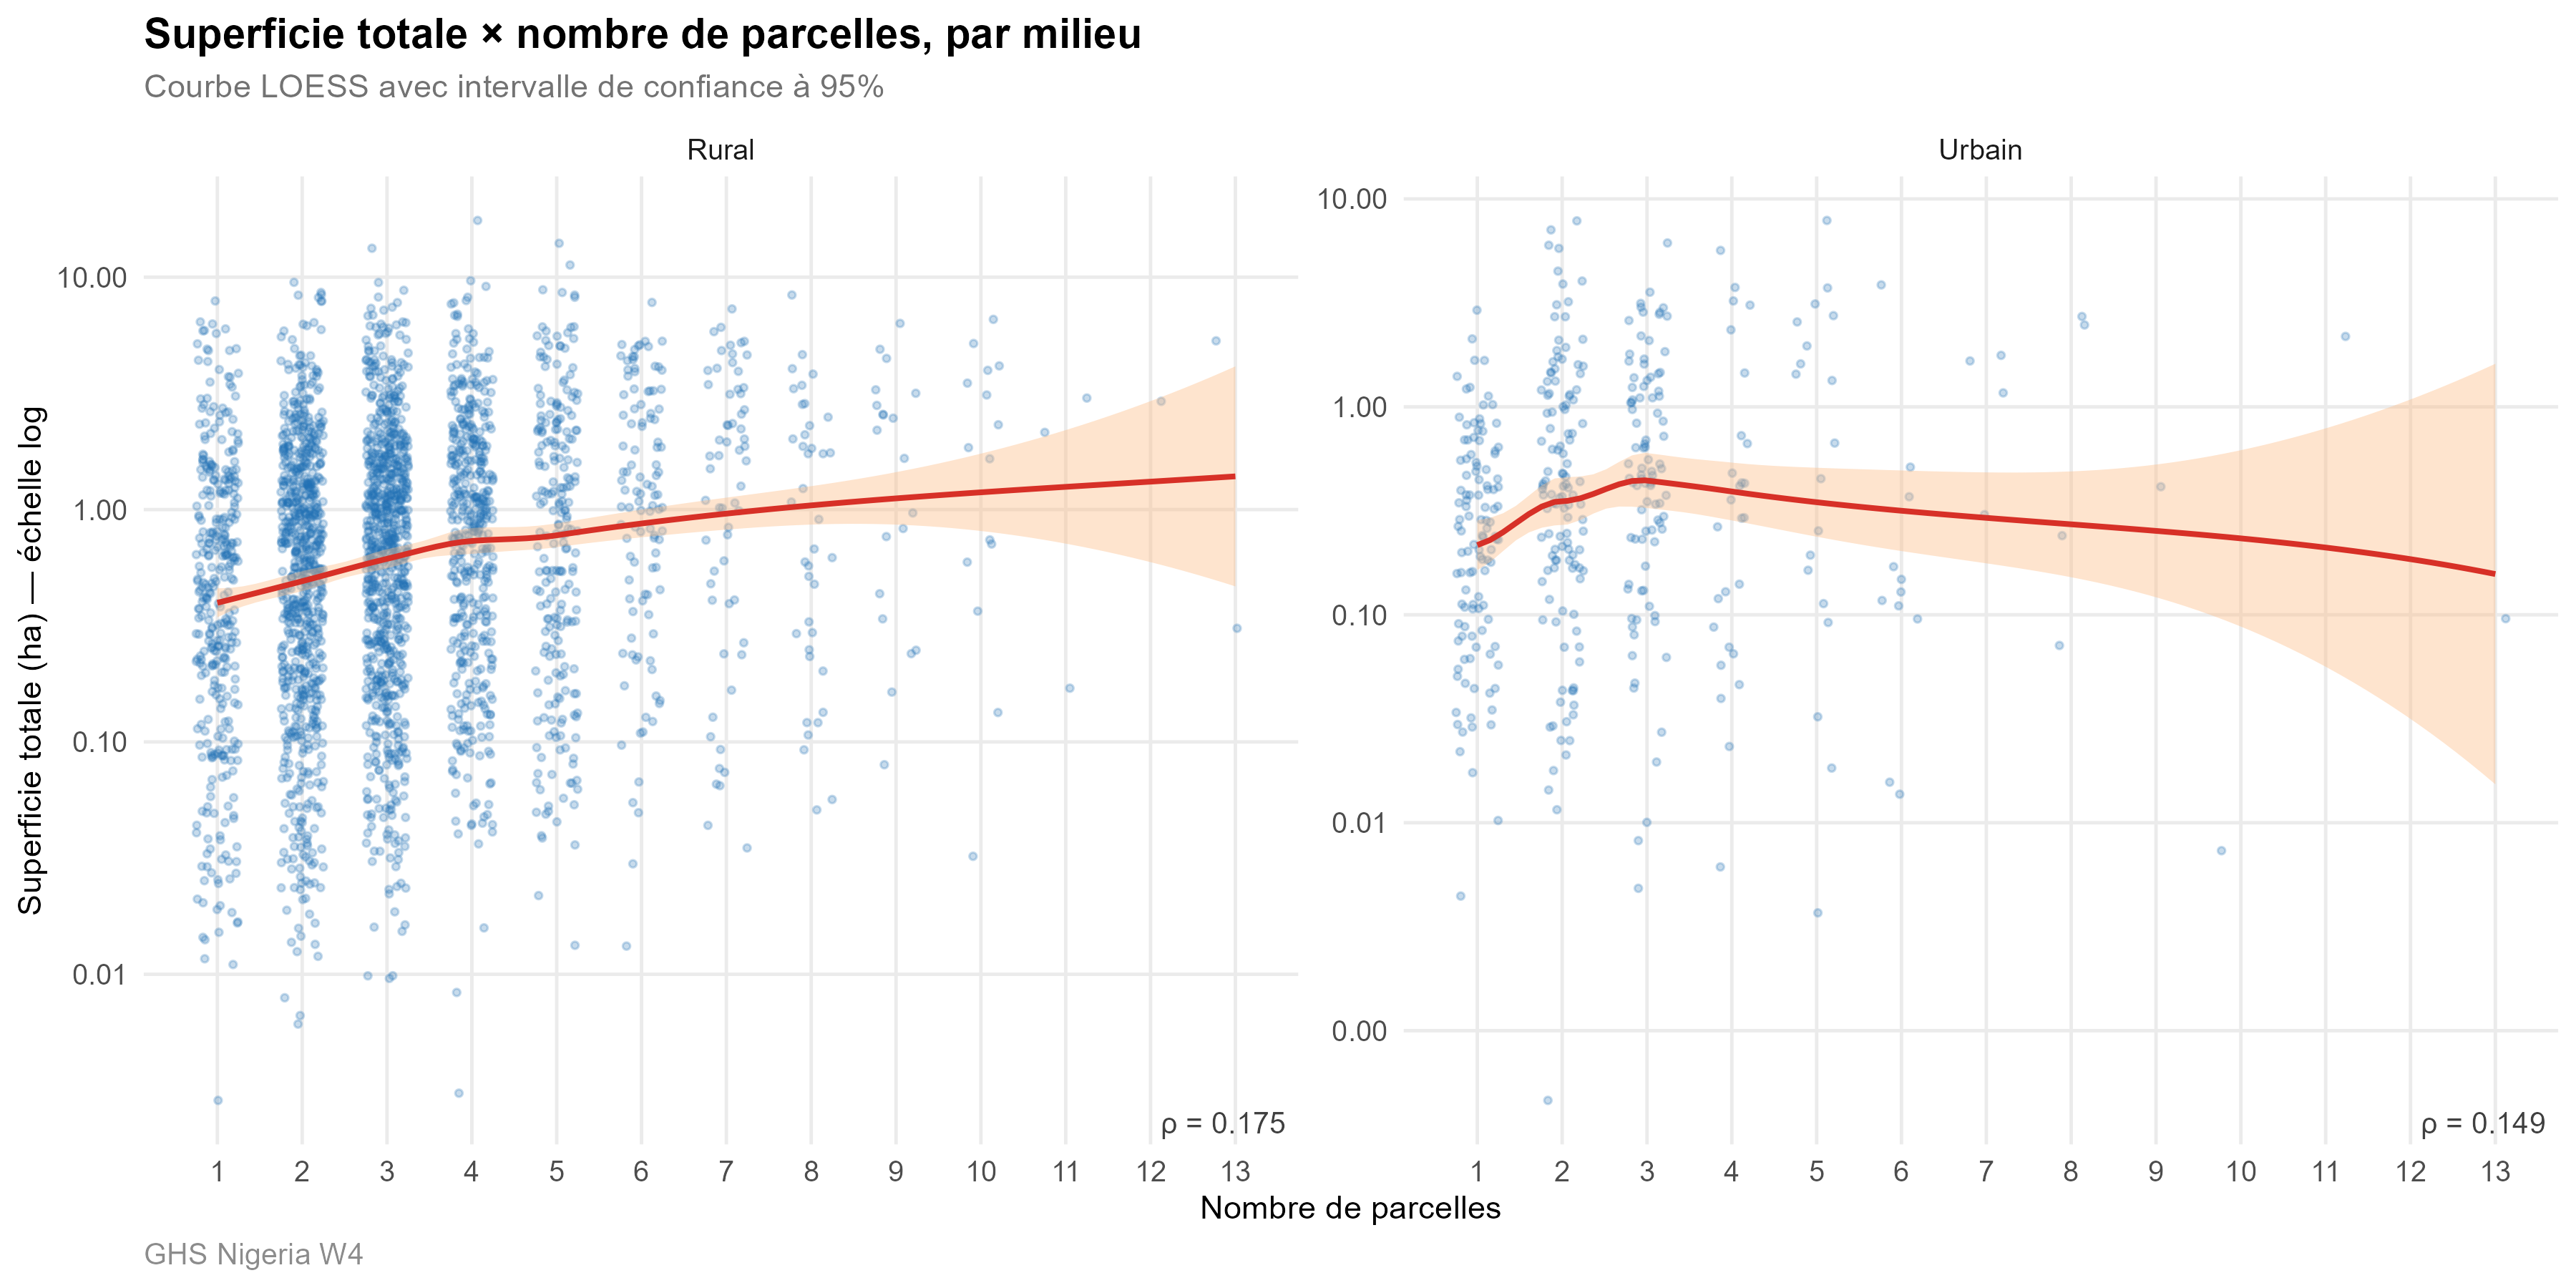 Superficie totale × nombre de parcelles, par milieu
Courbe LOESS avec intervalle de confiance à 95%
Rural
Urbain
Superficie totale (ha) — échelle log
10.00
1.00
0.10
0.01
10.00
1.00
0.10
0.01
0.00
ρ = 0.175
ρ = 0.149
1 2 3 4 5 6 7 8 9 10 11 12 13
1 2 3 4 5 6 7 8 9 10 11 12 13
Nombre de parcelles
GHS Nigeria W4